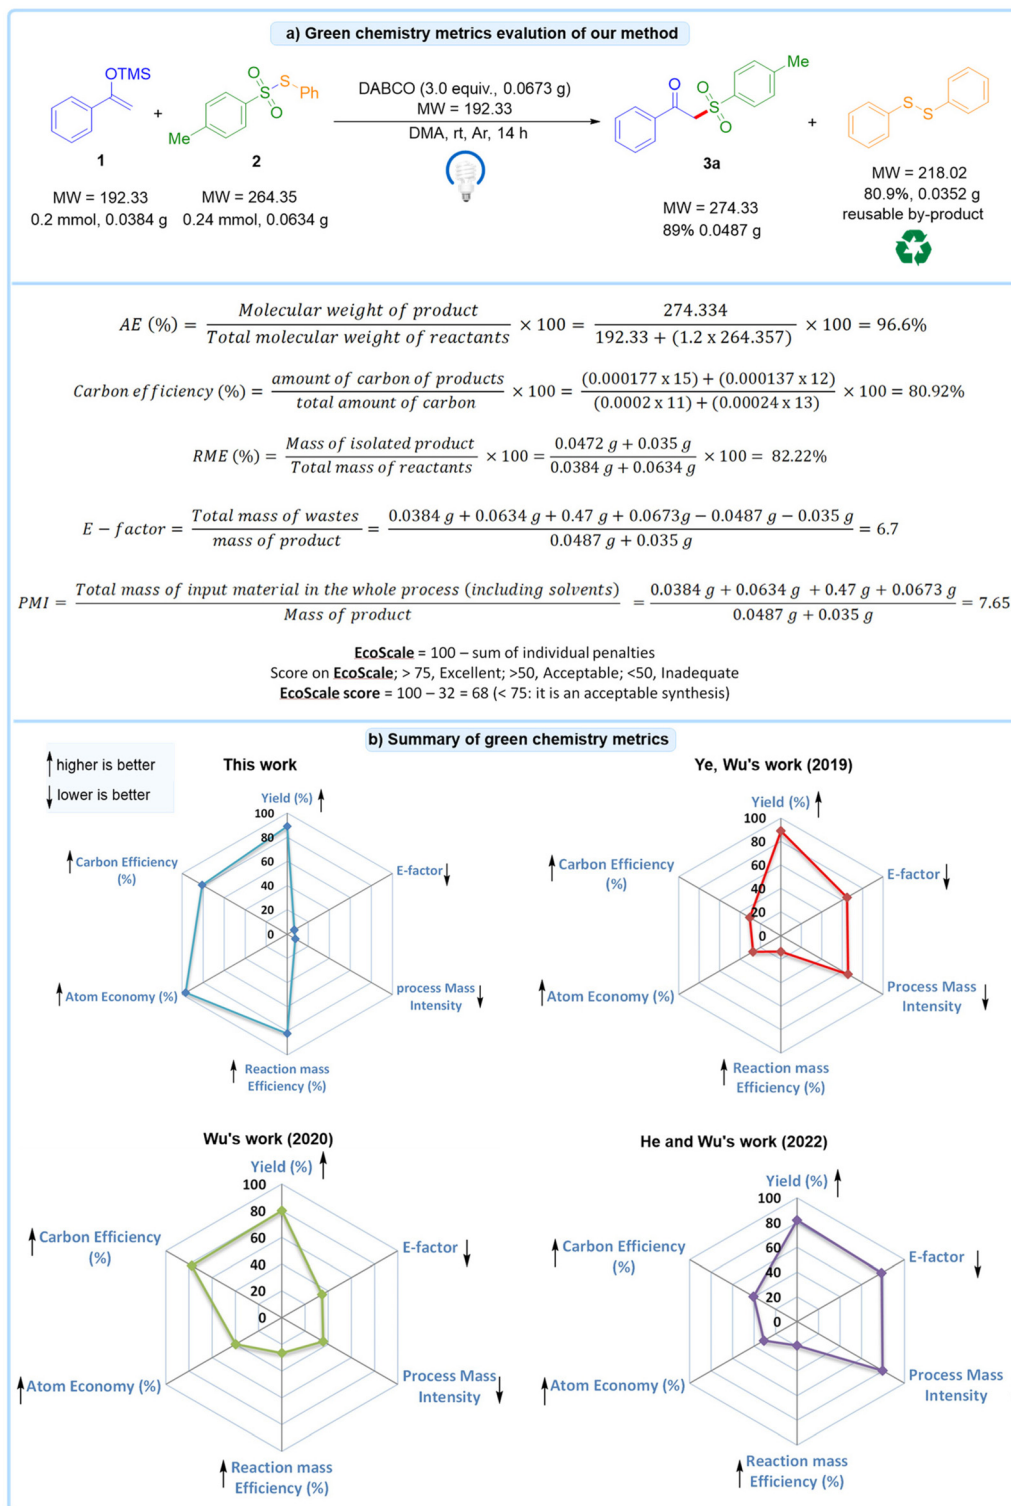 a) Green chemistry metrics evalution of our method
OTMS
1
MW = 192.33
0.2 mmol, 0.0384 g
+
O
S
O
S
Ph
Me
2
MW = 264.35
0.24 mmol, 0.0634 g
DABCO (3.0 equiv., 0.0673 g)
MW = 192.33
DMA, rt, Ar, 14 h
O
O
S
O
Me
3a
MW = 274.33
89% 0.0487 g
+
S
S
MW = 218.02
80.9%, 0.0352 g
reusable by-product
AE (%) = Molecular weight of product / Total molecular weight of reactants × 100 = 274.334 / 192.33 + (1.2 x 264.357) × 100 = 96.6%
Carbon efficiency (%) = amount of carbon of products / total amount of carbon × 100 = (0.000177 x 15) + (0.000137 x 12) / (0.0002 x 11) + (0.00024 x 13) × 100 = 80.92%
RME (%) = Mass of isolated product / Total mass of reactants × 100 = 0.0472 g + 0.035 g / 0.0384 g + 0.0634 g × 100 = 82.22%
E − factor = Total mass of wastes / mass of product = 0.0384 g + 0.0634 g + 0.47 g + 0.0673g − 0.0487 g − 0.035 g / 0.0487 g + 0.035 g = 6.7
PMI = Total mass of input material in the whole process (including solvents) / Mass of product = 0.0384 g + 0.0634 g + 0.47 g + 0.0673 g / 0.0487 g + 0.035 g = 7.65
EcoScale = 100 – sum of individual penalties
Score on EcoScale; > 75, Excellent; >50, Acceptable; <50, Inadequate
EcoScale score = 100 – 32 = 68 (< 75: it is an acceptable synthesis)
b) Summary of green chemistry metrics
↑ higher is better
↓ lower is better
This work
Yield (%) ↑
E-factor ↓
process Mass
Intensity ↓
↑ Reaction mass
Efficiency (%)
↑ Atom Economy (%)
↑ Carbon Efficiency
(%)
100
80
60
40
20
0
Ye, Wu's work (2019)
Yield (%) ↑
E-factor ↓
Process Mass
Intensity ↓
↑ Reaction mass
Efficiency (%)
↑ Atom Economy (%)
↑ Carbon Efficiency
(%)
100
80
60
40
20
0
Wu's work (2020)
Yield (%) ↑
E-factor ↓
Process Mass
Intensity ↓
↑ Reaction mass
Efficiency (%)
↑ Atom Economy (%)
↑ Carbon Efficiency
(%)
100
80
60
40
20
0
He and Wu's work (2022)
Yield (%) ↑
E-factor ↓
Process Mass
Intensity ↓
↑ Reaction mass
Efficiency (%)
↑ Atom Economy (%)
↑ Carbon Efficiency
(%)
100
80
60
40
20
0